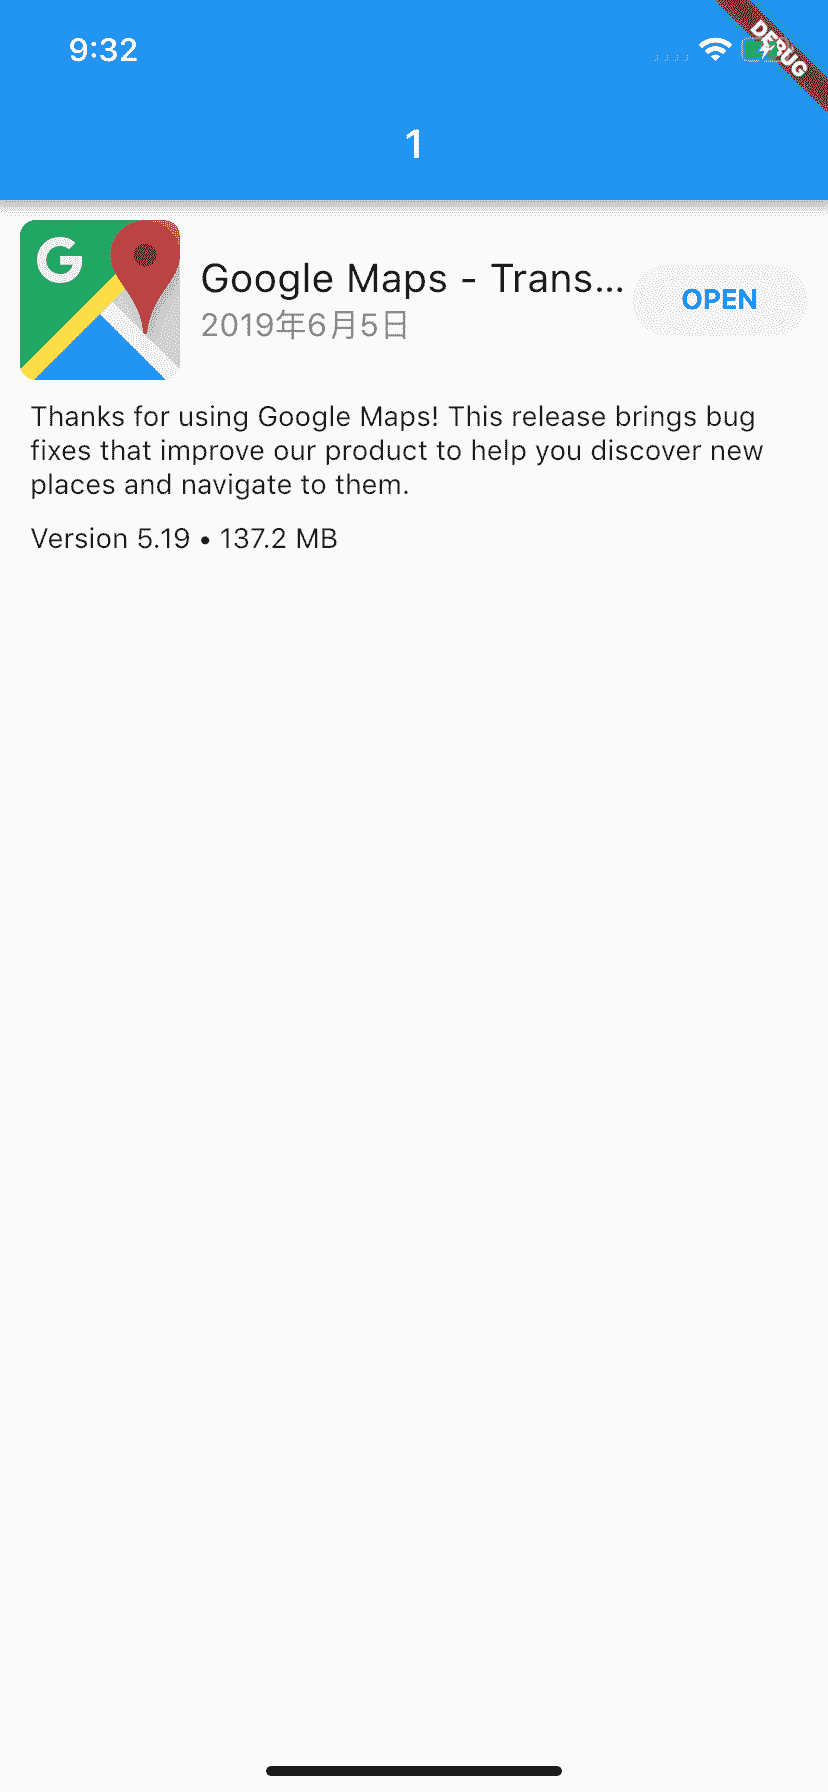 9:32
DEBUG
1
G
Google Maps - Trans...
2019年6月5日
OPEN
Thanks for using Google Maps! This release brings bug
fixes that improve our product to help you discover new
places and navigate to them.
Version 5.19 • 137.2 MB